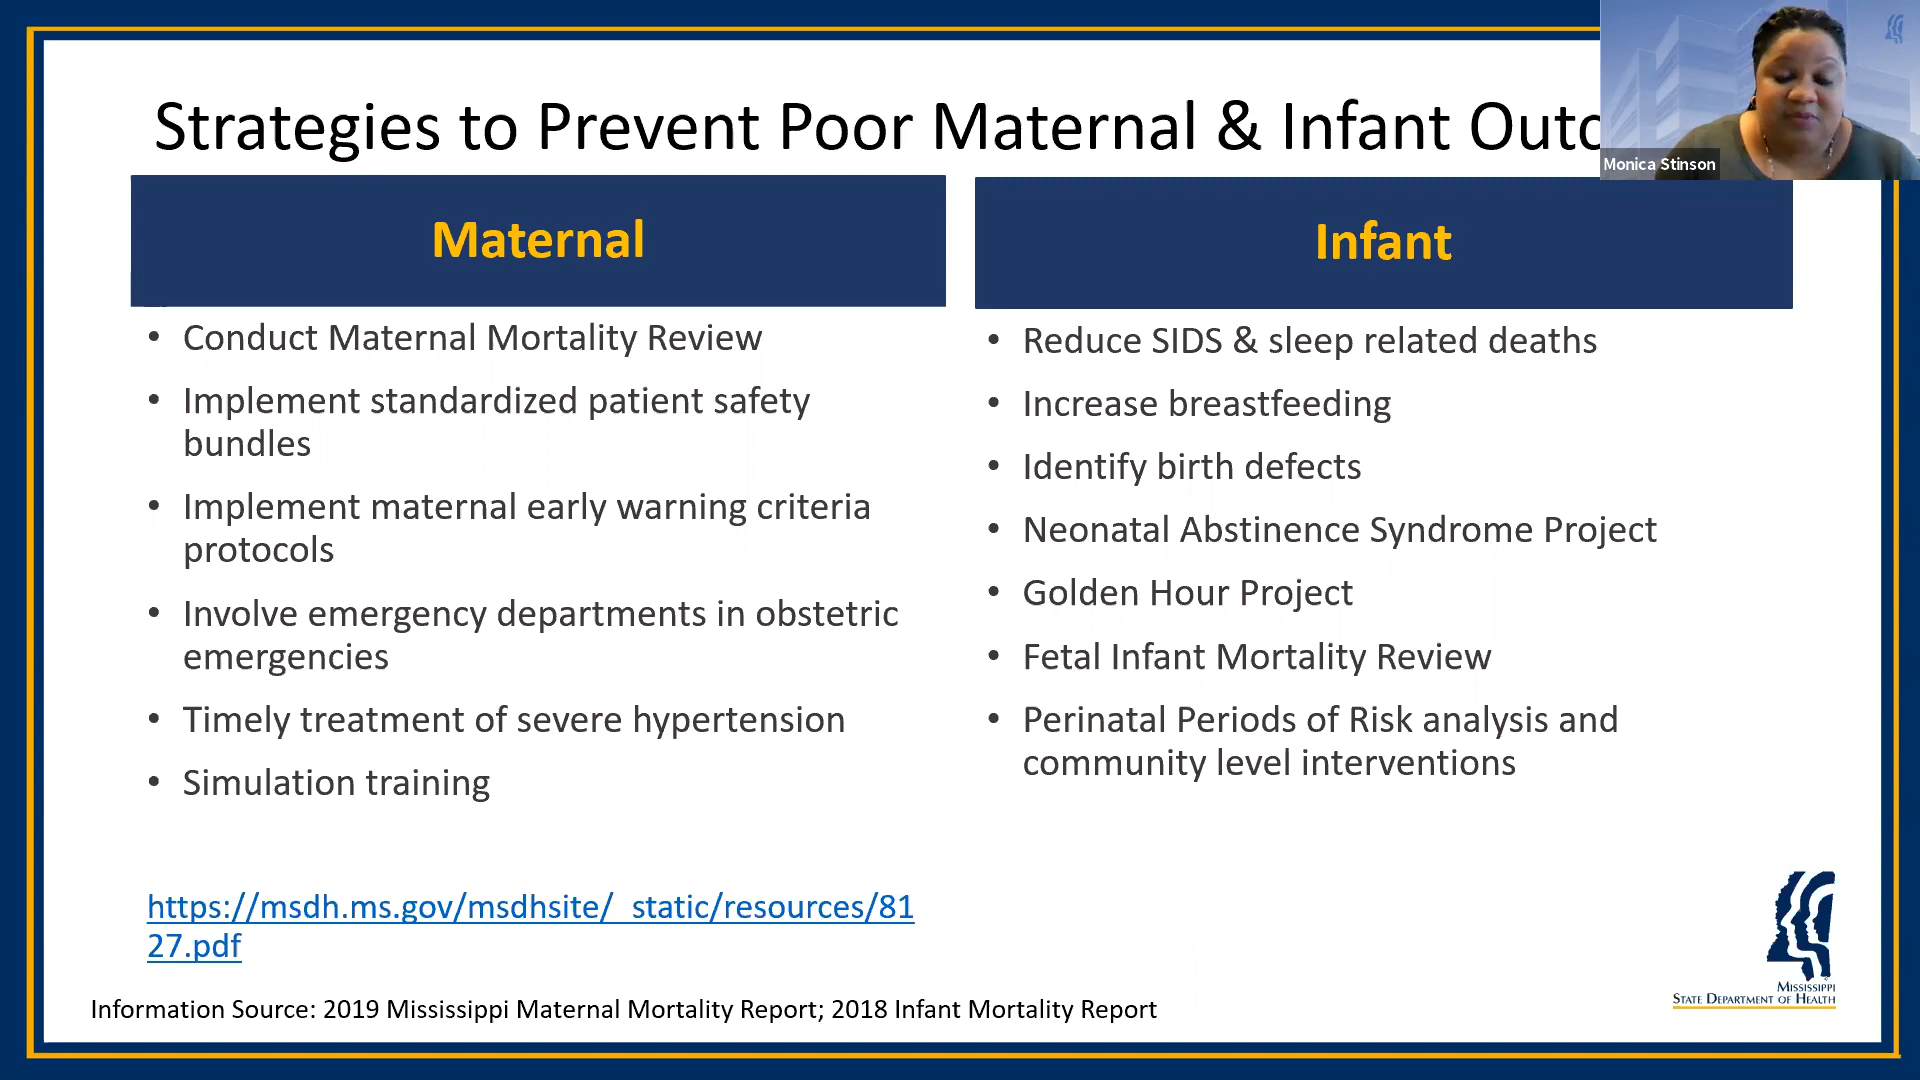 Strategies to Prevent Poor Maternal & Infant
Monica Stinson
Maternal
• Conduct Maternal Mortality Review
• Implement standardized patient safety
bundles
• Implement maternal early warning criteria
protocols
• Involve emergency departments in obstetric
emergencies
• Timely treatment of severe hypertension
• Simulation training
https://msdh.ms.gov/msdhsite/_static/resources/81
27.pdf
Infant
• Reduce SIDS & sleep related deaths
• Increase breastfeeding
• Identify birth defects
• Neonatal Abstinence Syndrome Project
• Golden Hour Project
• Fetal Infant Mortality Review
• Perinatal Periods of Risk analysis and
community level interventions
Information Source: 2019 Mississippi Maternal Mortality Report; 2018 Infant Mortality Report
MISSISSIPPI
STATE DEPARTMENT OF HEALTH